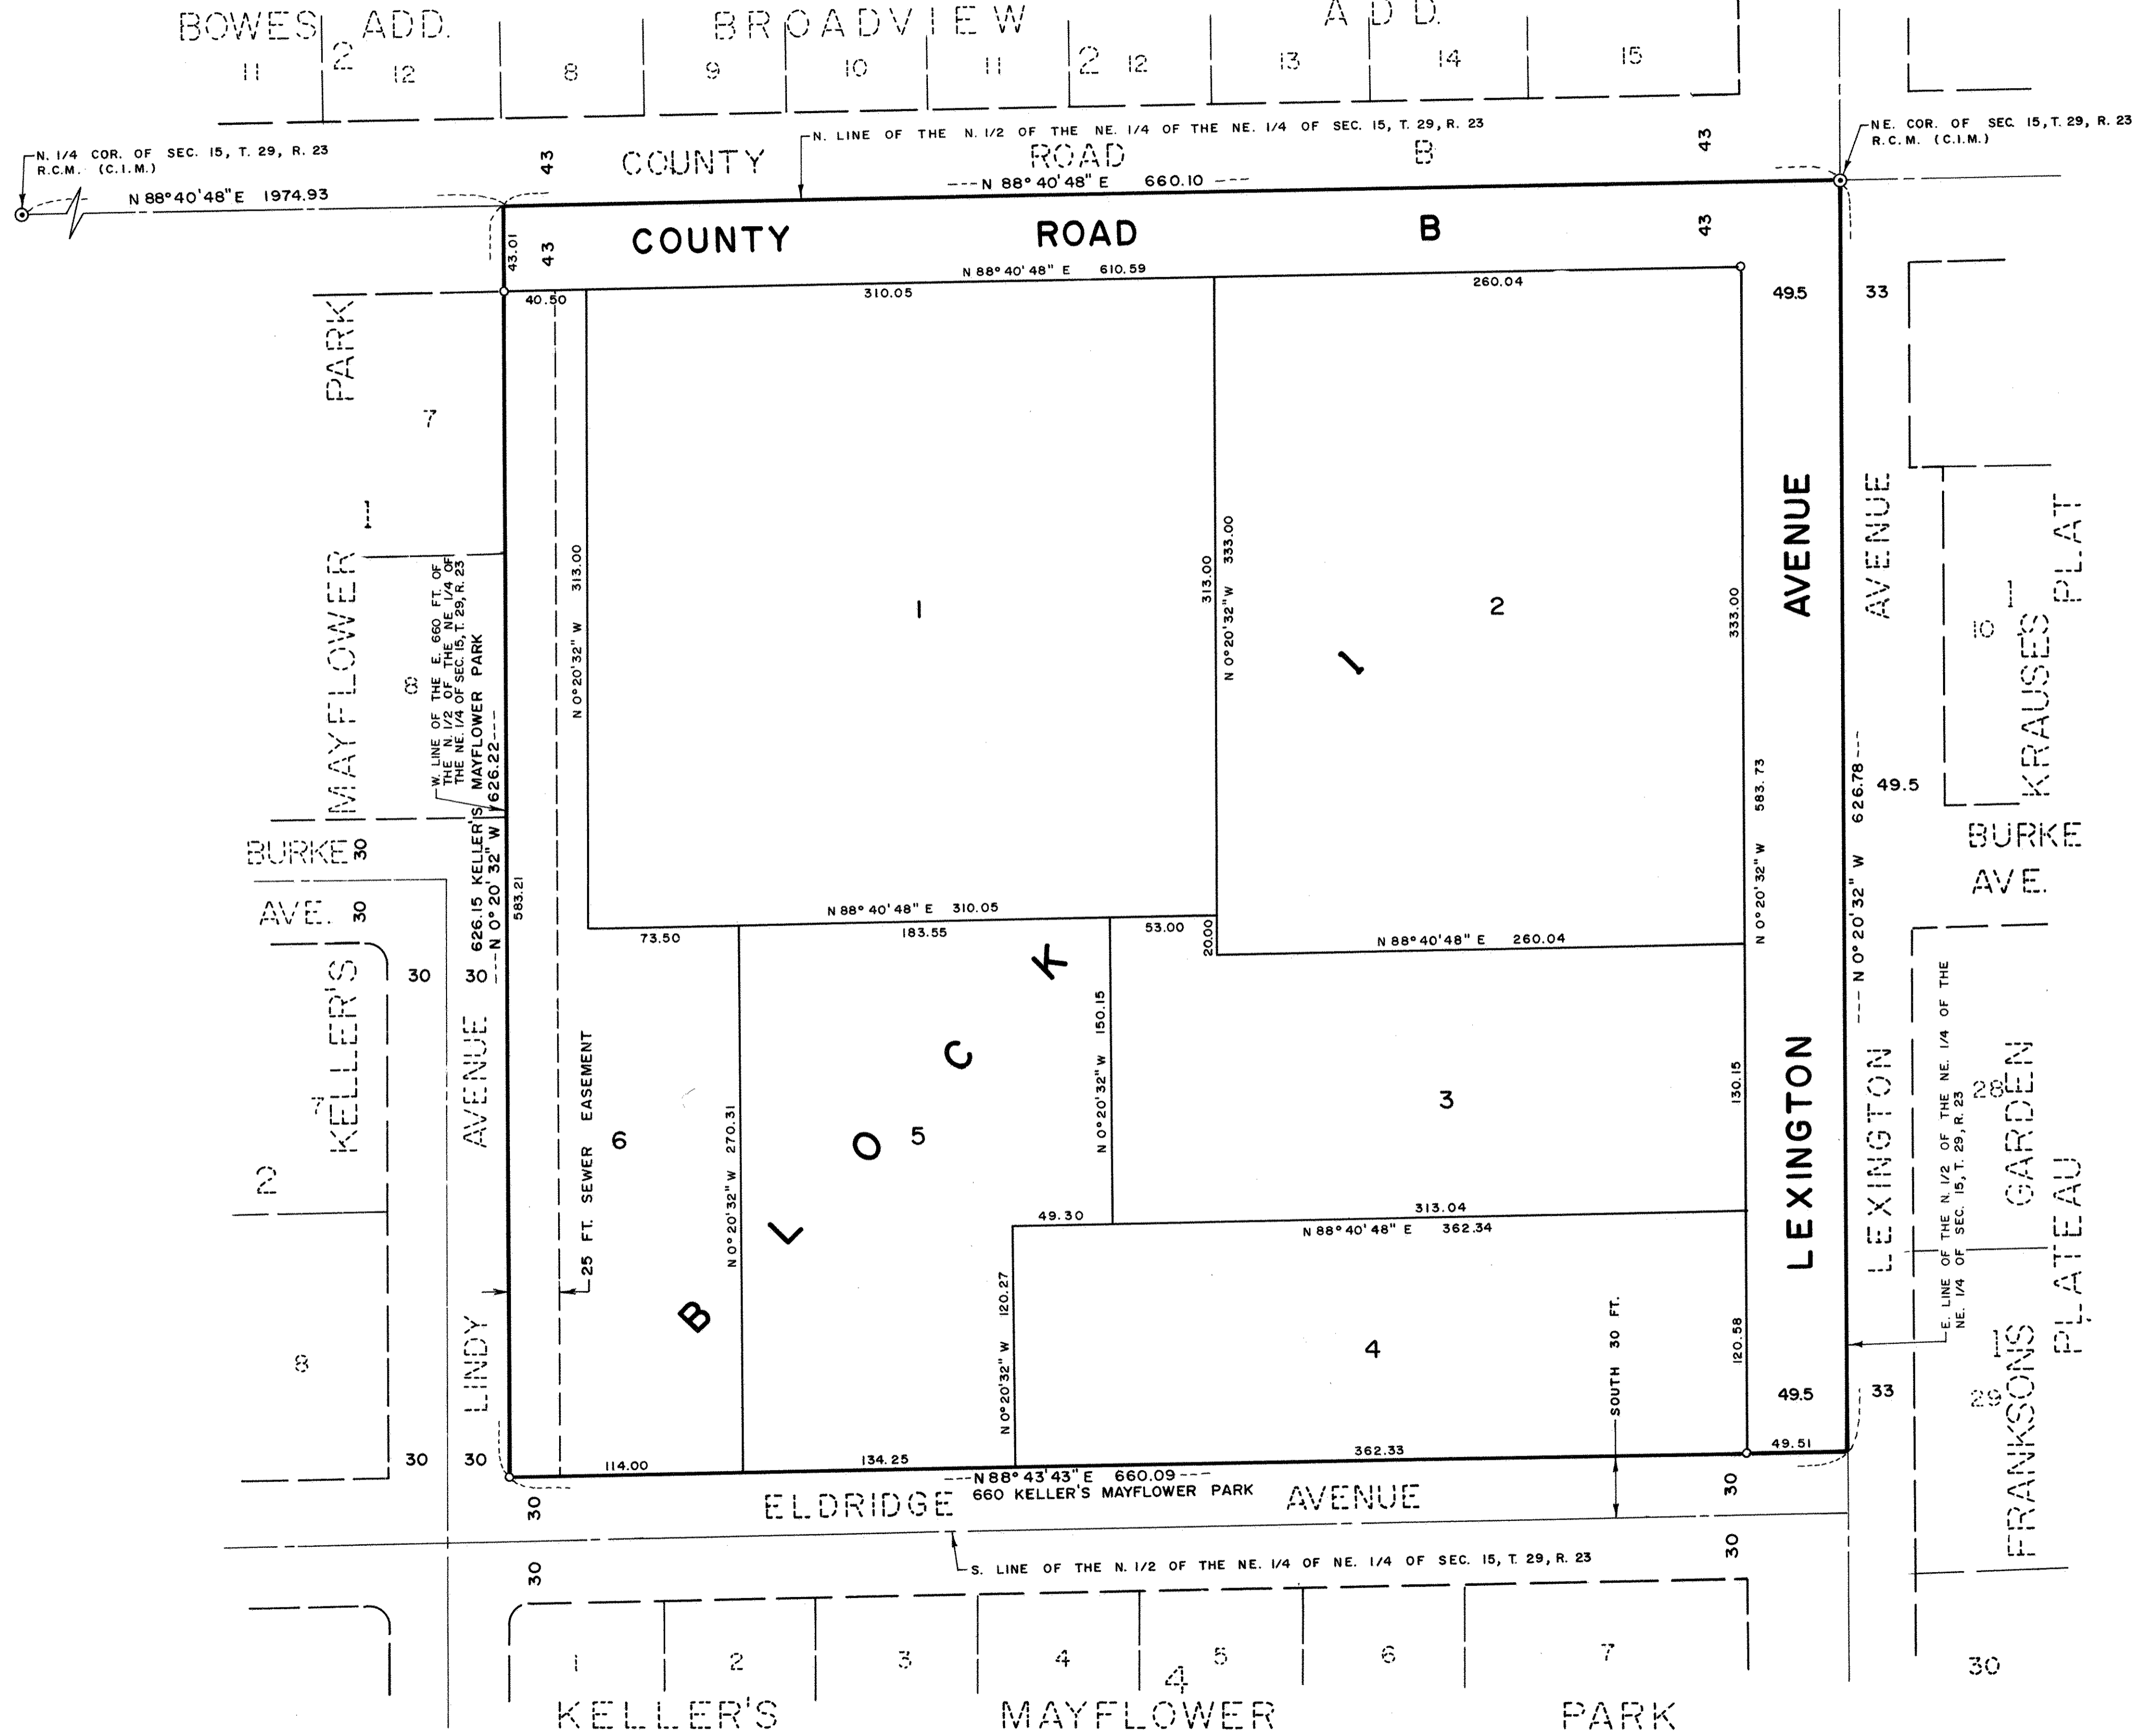 BOWES ADD.
BROADVIEW ADD.
11
2
12
8
9
10
11
2
12
13
14
15
N. 1/4 COR. OF SEC. 15, T. 29, R. 23
R.C.M. (C.I.M.)
N 88°40'48"E 1974.93
43
N. LINE OF THE N. 1/2 OF THE NE. 1/4 OF THE NE. 1/4 OF SEC. 15, T. 29, R. 23
COUNTY ROAD B
43
---N 88°40'48" E 660.10 ---
NE. COR. OF SEC. 15, T. 29, R. 23
R.C.M. (C.I.M.)
43.01
43
COUNTY ROAD B
43
N 88°40'48" E 610.59
40.50
310.05
260.04
49.5
33
KELLER'S MAYFLOWER PARK
7
1
8
W. LINE OF THE E. 660 FT. OF
THE N. 1/2 OF THE NE 1/4 OF
THE NE. 1/4 OF SEC. 15, T. 29, R. 23
626.15 KELLER'S MAYFLOWER PARK
---N 0°20'32" W 626.22---
583.21
N 0°20'32" W 313.00
1
313.00
N 0°20'32" W 333.00
2
333.00
1
LEXINGTON AVENUE
LEXINGTON AVENUE
N 0°20'32" W 583.73
---N 0°20'32" W 626.78---
49.5
10
1
KRAUSE'S PLAT
BURKE
AVE.
30
30
BURKE
AVE.
30
30
N 88°40'48" E 310.05
73.50
183.55
53.00
20.00
N 88°40'48" E 260.04
BLOCK
LINDY AVENUE
25 FT. SEWER EASEMENT
7
2
8
6
N 0°20'32" W 270.31
5
N 0°20'32" W 150.15
3
130.15
49.30
313.04
N 88°40'48" E 362.34
N 0°20'32" W 120.27
4
SOUTH 30 FT.
120.58
49.5
33
E. LINE OF THE N. 1/2 OF THE NE. 1/4 OF THE
NE. 1/4 OF SEC. 15, T. 29, R. 23
28
1
29
30
FRANKSONS GARDEN
PLATEAU
30
30
114.00
134.25
362.33
49.51
---N 88°43'43" E 660.09---
660 KELLER'S MAYFLOWER PARK
30
ELDRIDGE AVENUE
30
30
30
S. LINE OF THE N. 1/2 OF THE NE. 1/4 OF NE. 1/4 OF SEC. 15, T. 29, R. 23
1
2
3
4
4
5
6
7
KELLER'S MAYFLOWER PARK